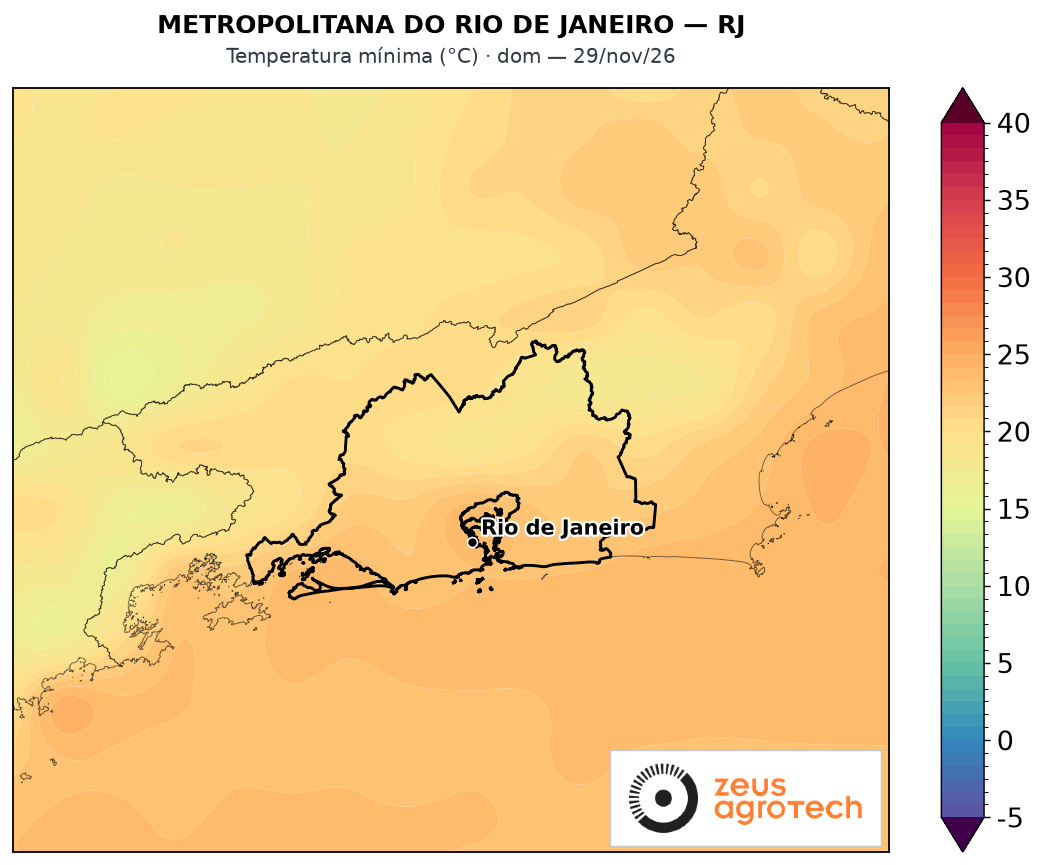 METROPOLITANA DO RIO DE JANEIRO — RJ
Temperatura mínima (°C) · dom — 29/nov/26
40
35
30
25
20
15
10
5
0
-5
Rio de Janeiro
zeus
agrotech